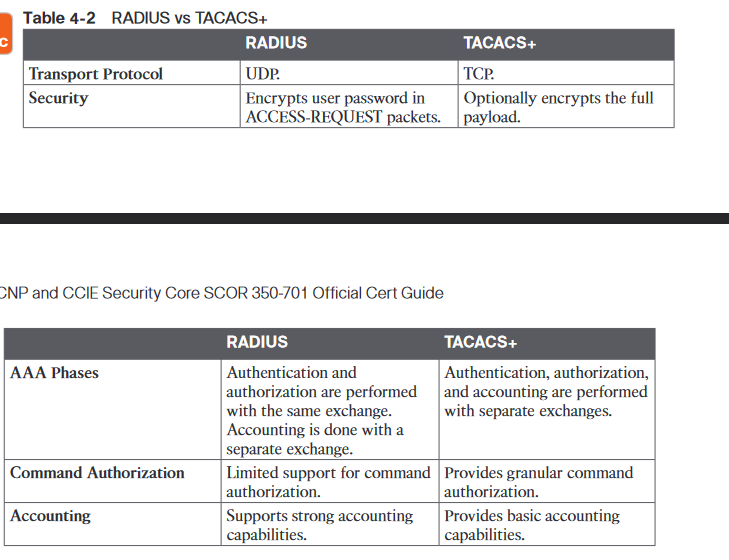 c
Table 4-2 RADIUS vs TACACS+
RADIUS TACACS+
Transport Protocol UDP. TCP.
Security Encrypts user password in Optionally encrypts the full
ACCESS-REQUEST packets. payload.
CNP and CCIE Security Core SCOR 350-701 Official Cert Guide
RADIUS TACACS+
AAA Phases Authentication and Authentication, authorization,
authorization are performed and accounting are performed
with the same exchange. with separate exchanges.
Accounting is done with a
separate exchange.
Command Authorization Limited support for command Provides granular command
authorization. authorization.
Accounting Supports strong accounting Provides basic accounting
capabilities. capabilities.